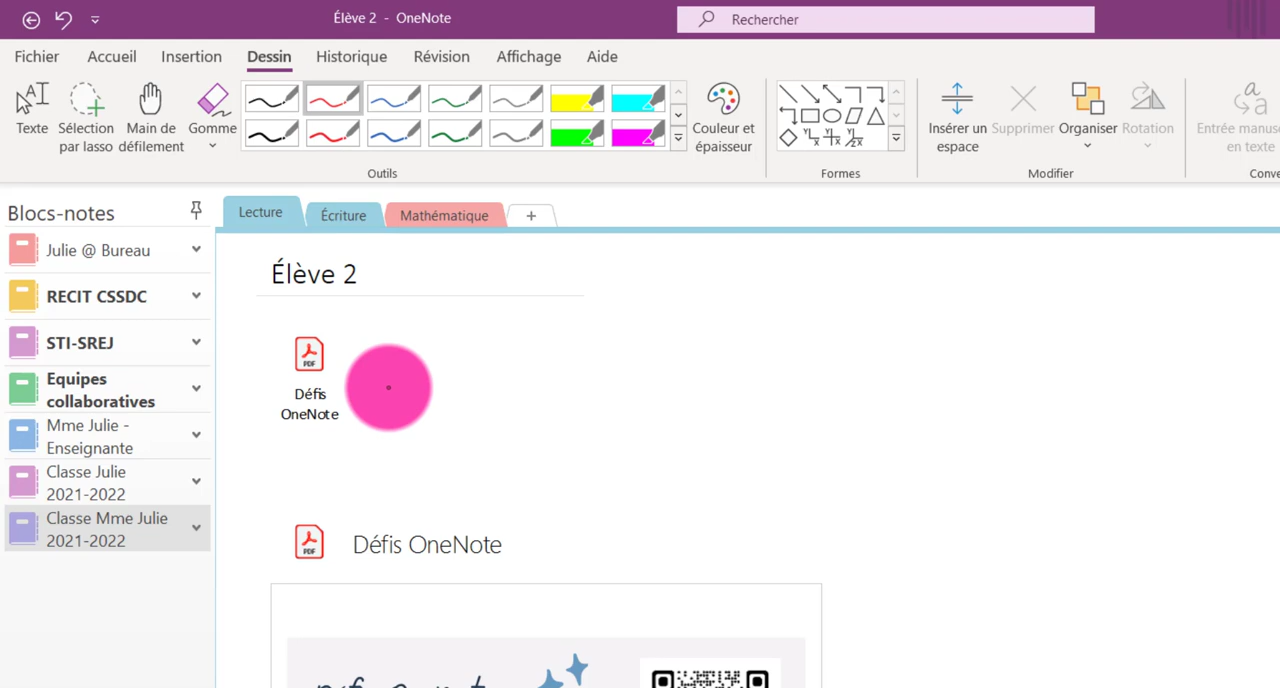 Élève 2 - OneNote
Rechercher
Fichier Accueil Insertion Dessin Historique Révision Affichage Aide
Texte
Sélection
par lasso
Main de
défilement
Gomme
Couleur et
épaisseur
Insérer un
espace
Supprimer
Organiser
Rotation
en texte
Outils
Formes
Modifier
Blocs-notes
Lecture
Écriture
Mathématique
+
Julie @ Bureau
RECIT CSSDC
STI-SREJ
Equipes
collaboratives
Mme Julie -
Enseignante
Classe Julie
2021-2022
Classe Mme Julie
2021-2022
Élève 2
PDF
Défis
OneNote
PDF
Défis OneNote